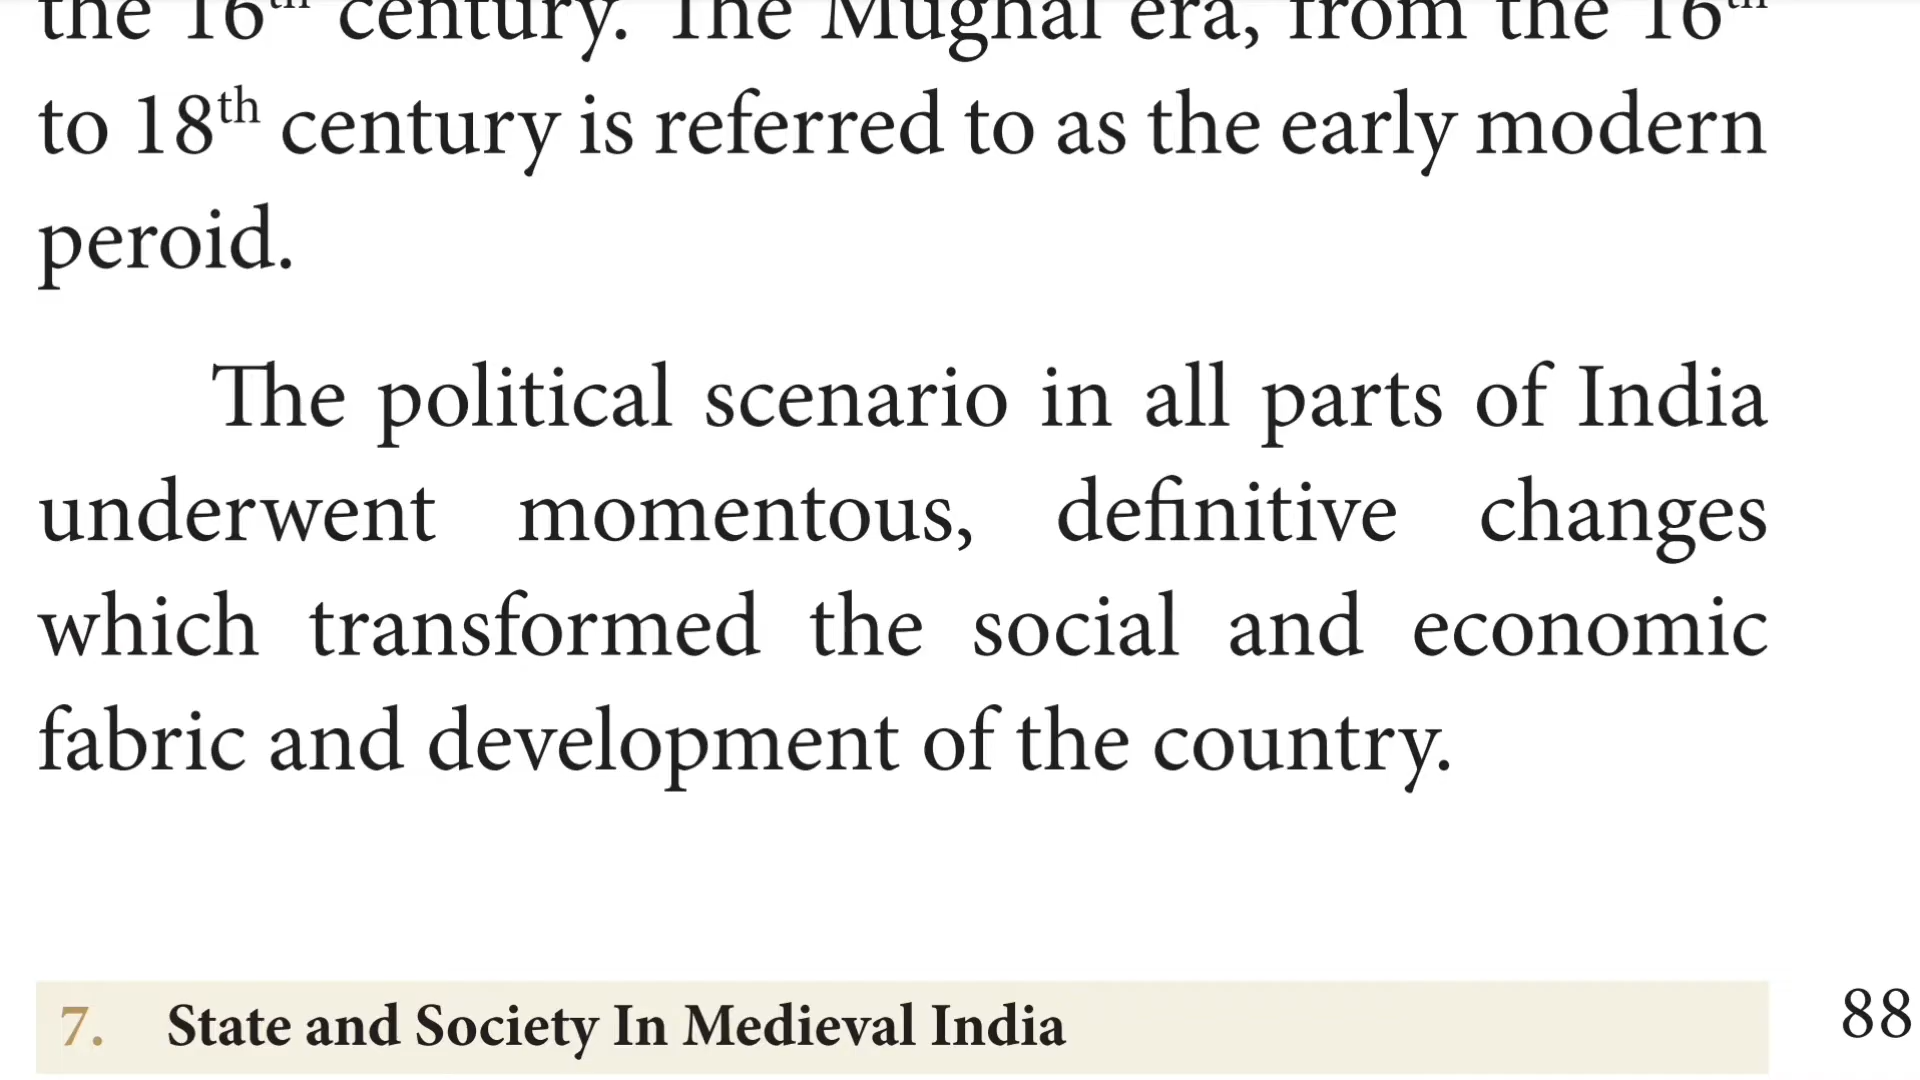 the 16th century. The Mughal era, from the 16th
to 18th century is referred to as the early modern
peroid.
The political scenario in all parts of India
underwent momentous, definitive changes
which transformed the social and economic
fabric and development of the country.
7. State and Society In Medieval India
88